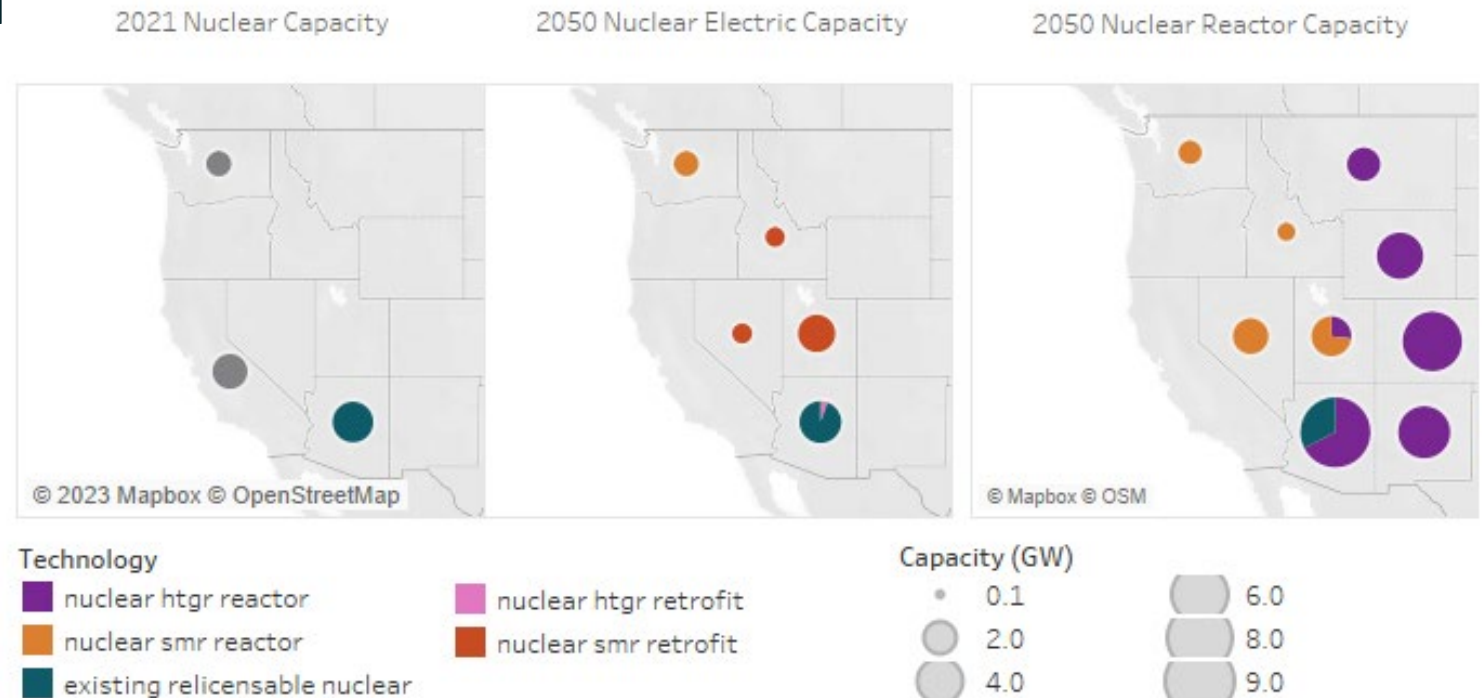 2021 Nuclear Capacity
2050 Nuclear Electric Capacity
2050 Nuclear Reactor Capacity
© 2023 Mapbox © OpenStreetMap
© Mapbox © OSM
Technology
nuclear htgr reactor
nuclear smr reactor
existing relicensable nuclear
nuclear htgr retrofit
nuclear smr retrofit
Capacity (GW)
0.1
2.0
4.0
6.0
8.0
9.0